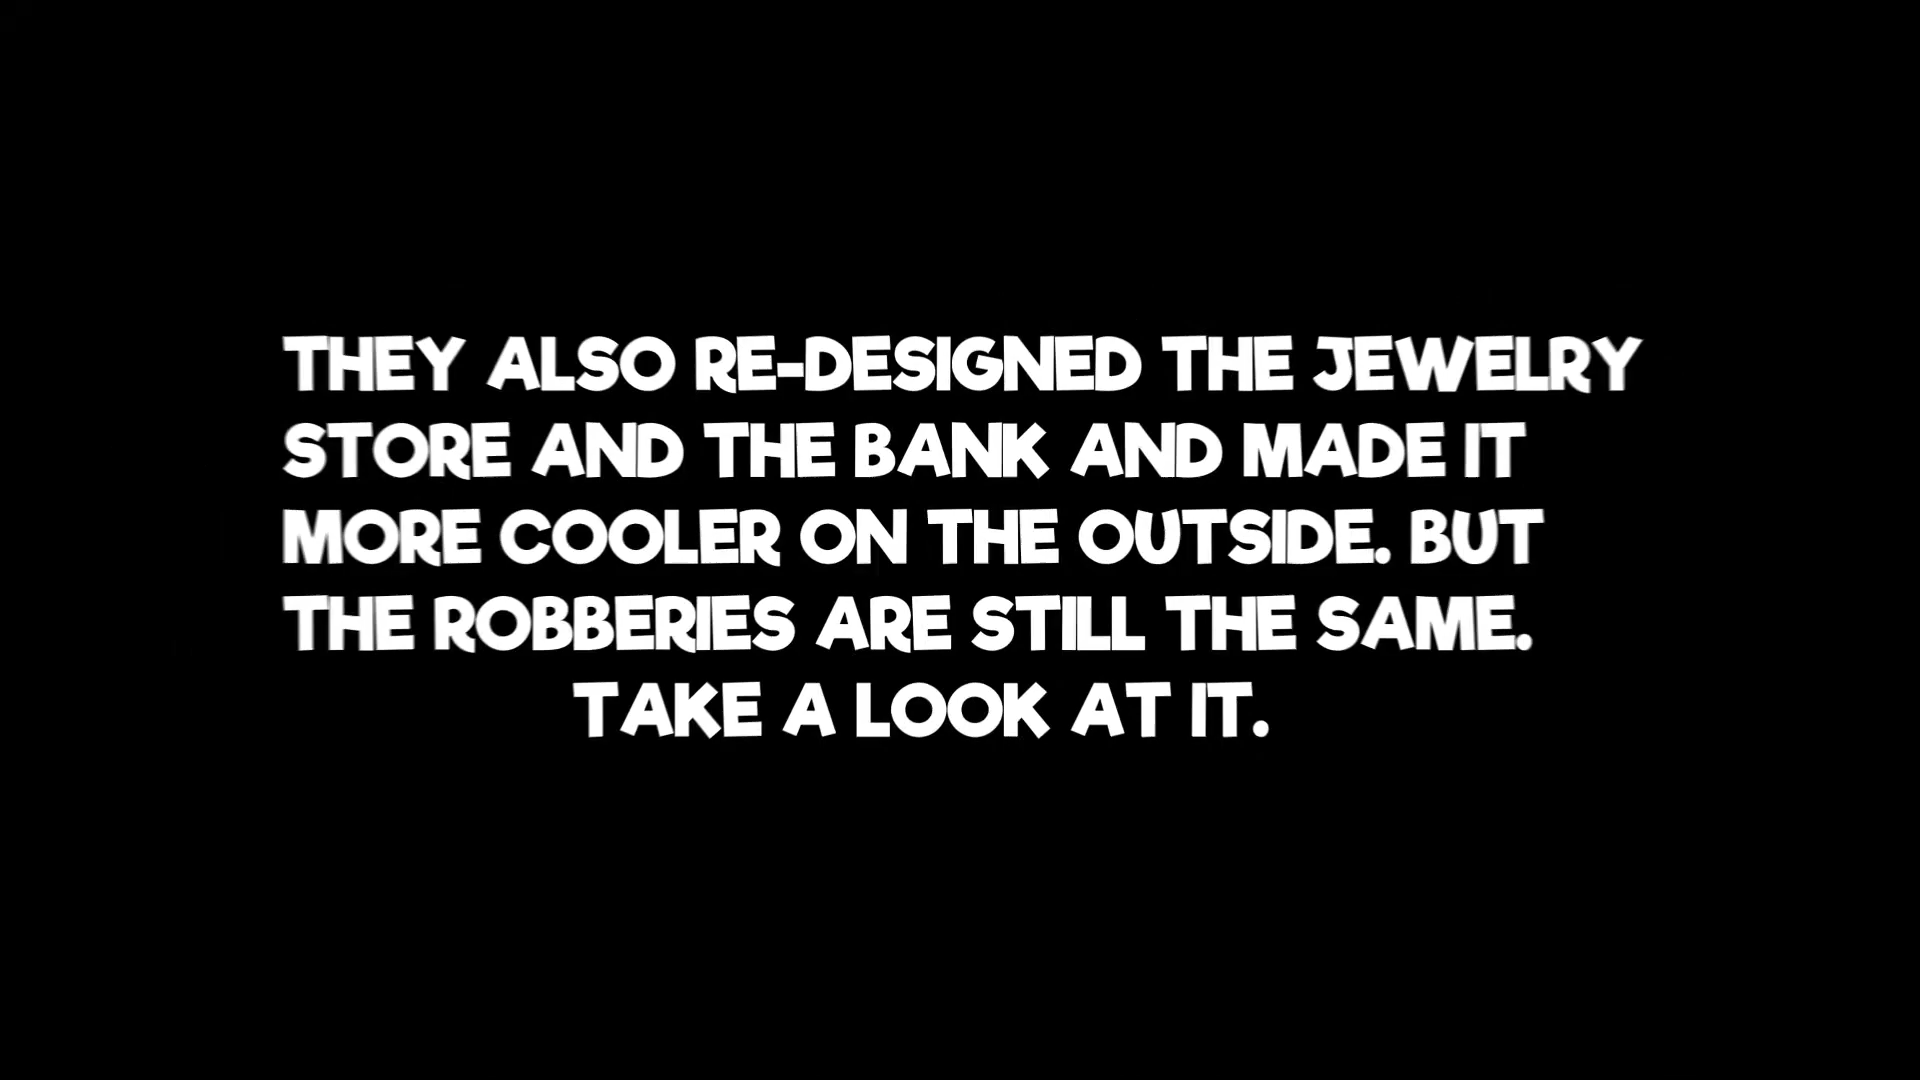 THEY ALSO RE-DESIGNED THE JEWELRY
STORE AND THE BANK AND MADE IT
MORE COOLER ON THE OUTSIDE. BUT
THE ROBBERIES ARE STILL THE SAME.
TAKE A LOOK AT IT.